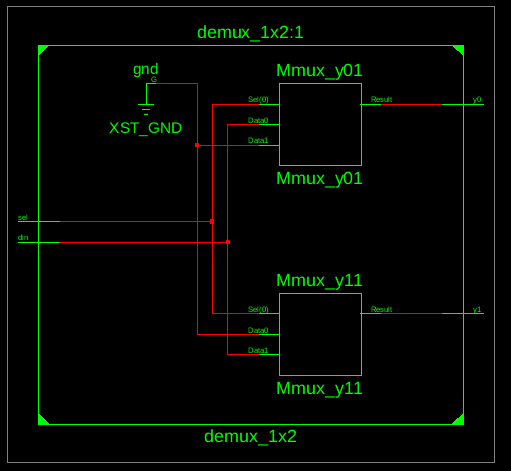 demux_1x2:1
gnd
G
XST_GND
Mmux_y01
Sel(0)
Data0
Data1
Result
y0
Mmux_y01
sel
din
Mmux_y11
Sel(0)
Data0
Data1
Result
y1
Mmux_y11
demux_1x2